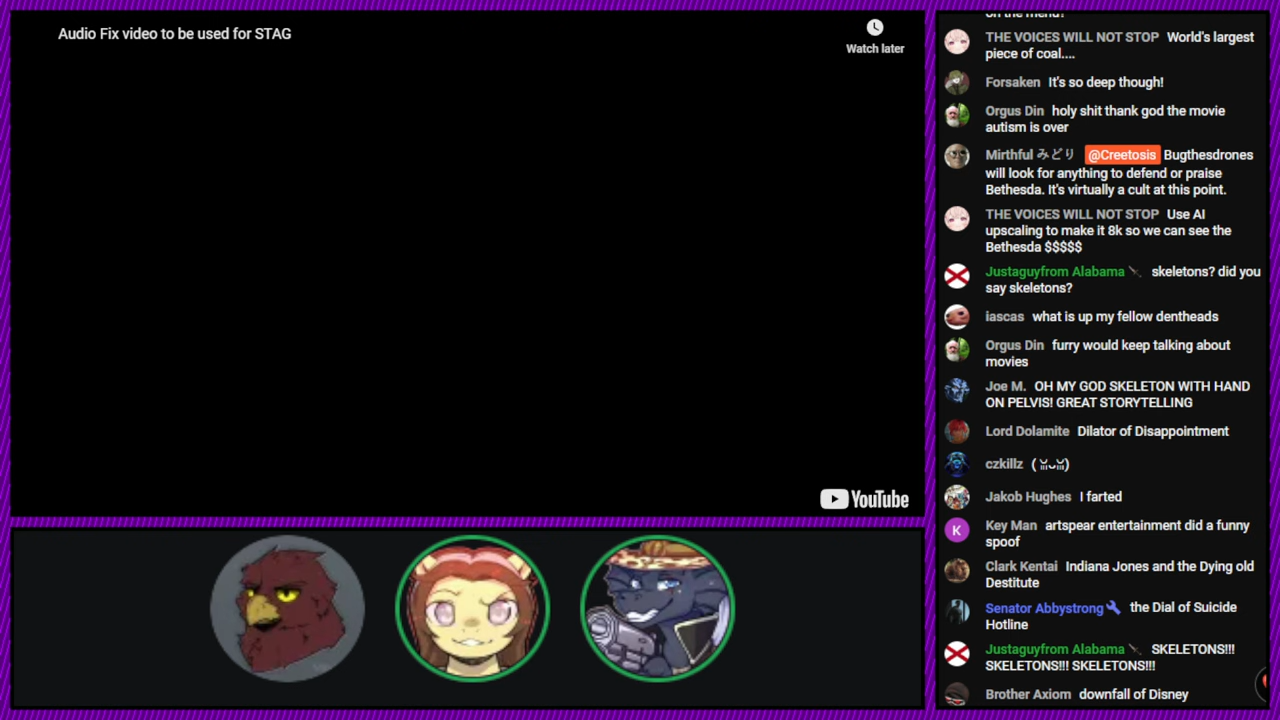 Audio Fix video to be used for STAG
Watch later
YouTube
on the menu?
THE VOICES WILL NOT STOP World's largest
piece of coal....
Forsaken It's so deep though!
Orgus Din holy shit thank god the movie
autism is over
Mirthful みどり @Creetosis Bugthesdrones
will look for anything to defend or praise
Bethesda. It's virtually a cult at this point.
THE VOICES WILL NOT STOP Use AI
upscaling to make it 8k so we can see the
Bethesda $$$$$
Justaguyfrom Alabama skeletons? did you
say skeletons?
iascas what is up my fellow dentheads
Orgus Din furry would keep talking about
movies
Joe M. OH MY GOD SKELETON WITH HAND
ON PELVIS! GREAT STORYTELLING
Lord Dolamite Dilator of Disappointment
czkillz
Jakob Hughes I farted
K
Key Man artspear entertainment did a funny
spoof
Clark Kentai Indiana Jones and the Dying old
Destitute
Senator Abbystrong the Dial of Suicide
Hotline
Justaguyfrom Alabama SKELETONS!!!
SKELETONS!!! SKELETONS!!!
Brother Axiom downfall of Disney